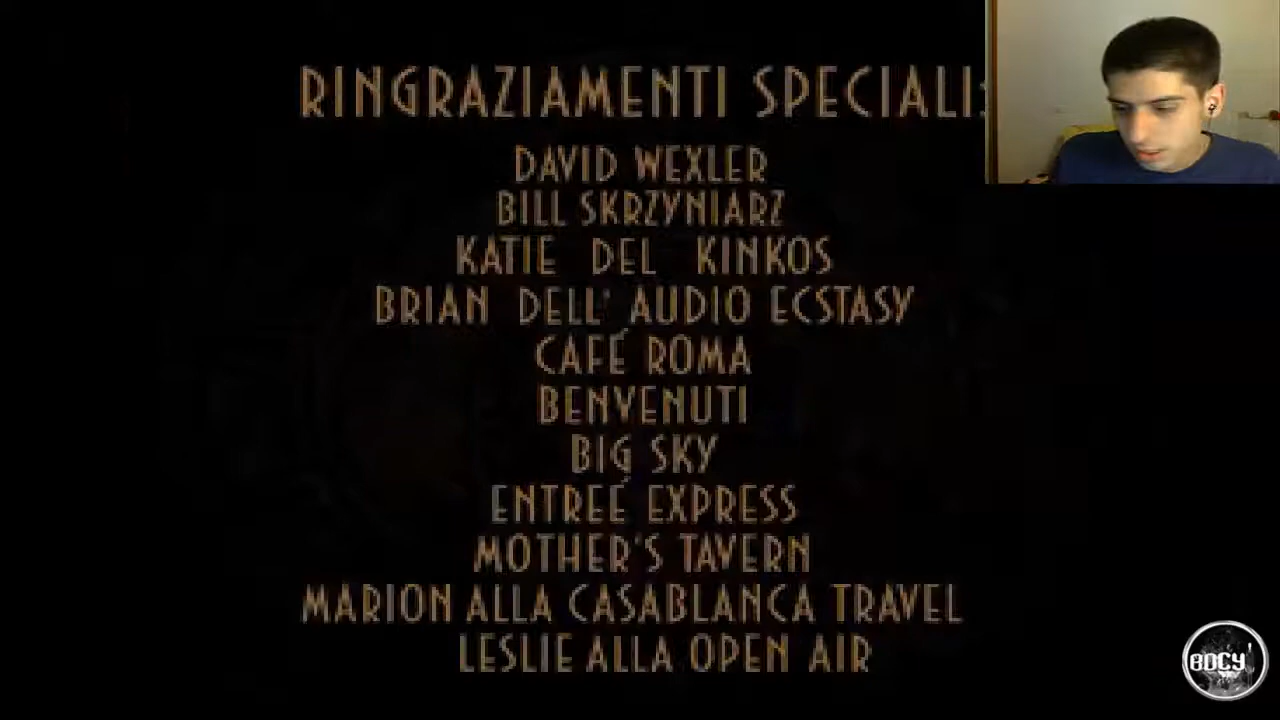 RINGRAZIAMENTI SPECIALI:
DAVID WEXLER
BILL SKRZYNIARZ
KATIE DEL KINKOS
BRIAN DELL' AUDIO ECSTASY
CAFÉ ROMA
BENVENUTI
BIG SKY
ENTREÉ EXPRESS
MOTHER'S TAVERN
MARION ALLA CASABLANCA TRAVEL
LESLIE ALLA OPEN AIR
BOCY'